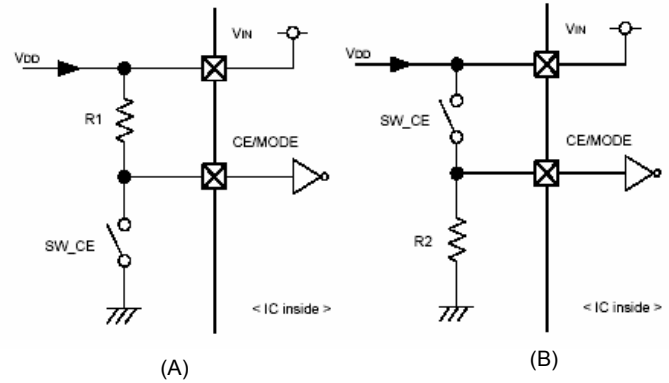 VDD
VIN
R1
CE/MODE
SW_CE
< IC inside >
(A)
VDD
VIN
SW_CE
CE/MODE
R2
< IC inside >
(B)